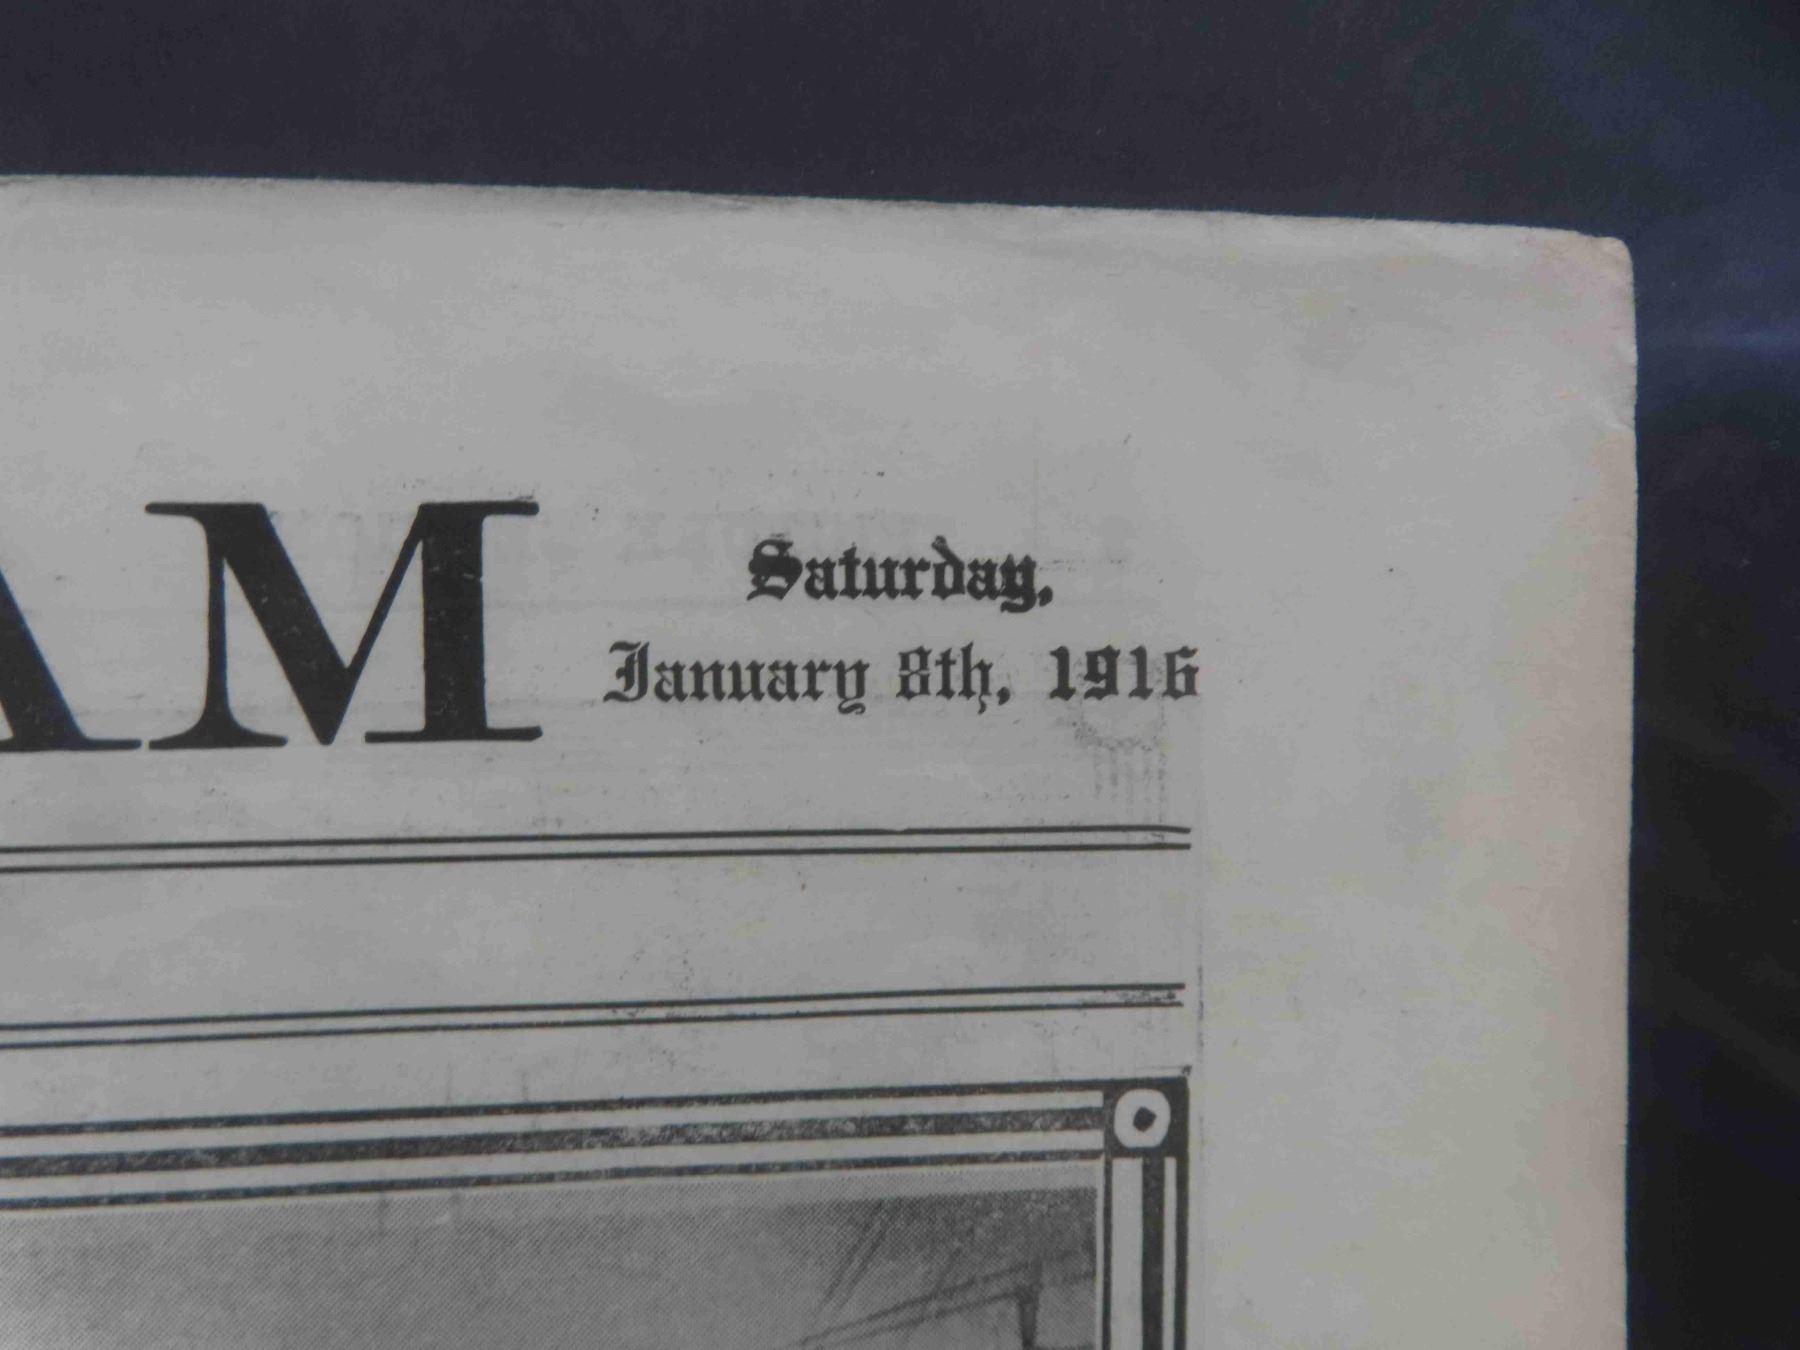 AM
Saturday,
January 8th, 1916